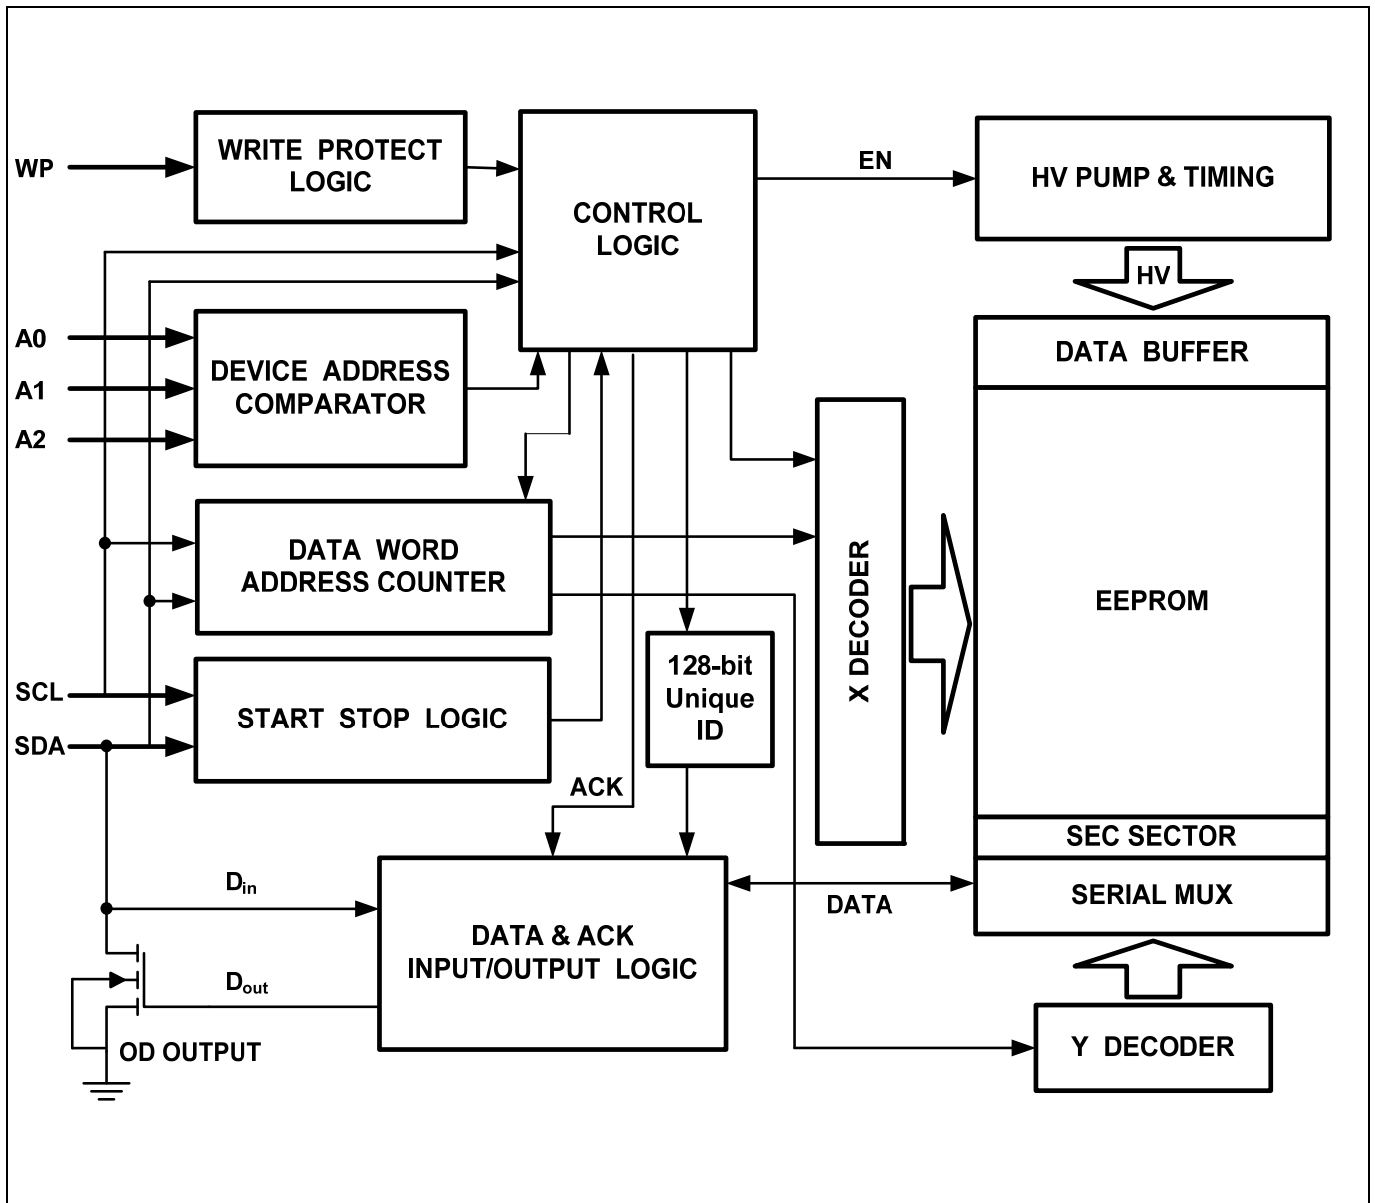 WP
WRITE PROTECT
LOGIC
CONTROL
LOGIC
EN
HV PUMP & TIMING
HV
A0
A1
A2
DEVICE ADDRESS
COMPARATOR
DATA BUFFER
DATA WORD
ADDRESS COUNTER
X DECODER
EEPROM
SCL
SDA
START STOP LOGIC
128-bit
Unique
ID
ACK
SEC SECTOR
SERIAL MUX
Din
DATA
DATA & ACK
INPUT/OUTPUT LOGIC
Dout
OD OUTPUT
Y DECODER